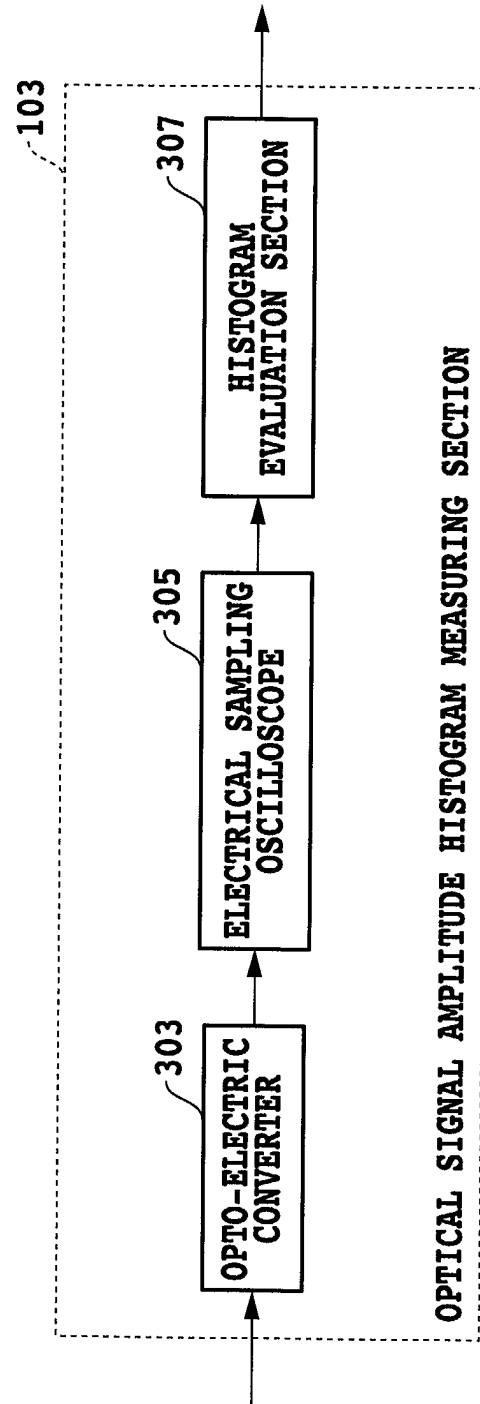 103
303
OPTO-ELECTRIC
CONVERTER
305
ELECTRICAL SAMPLING
OSCILLOSCOPE
307
HISTOGRAM
EVALUATION SECTION
OPTICAL SIGNAL AMPLITUDE HISTOGRAM MEASURING SECTION